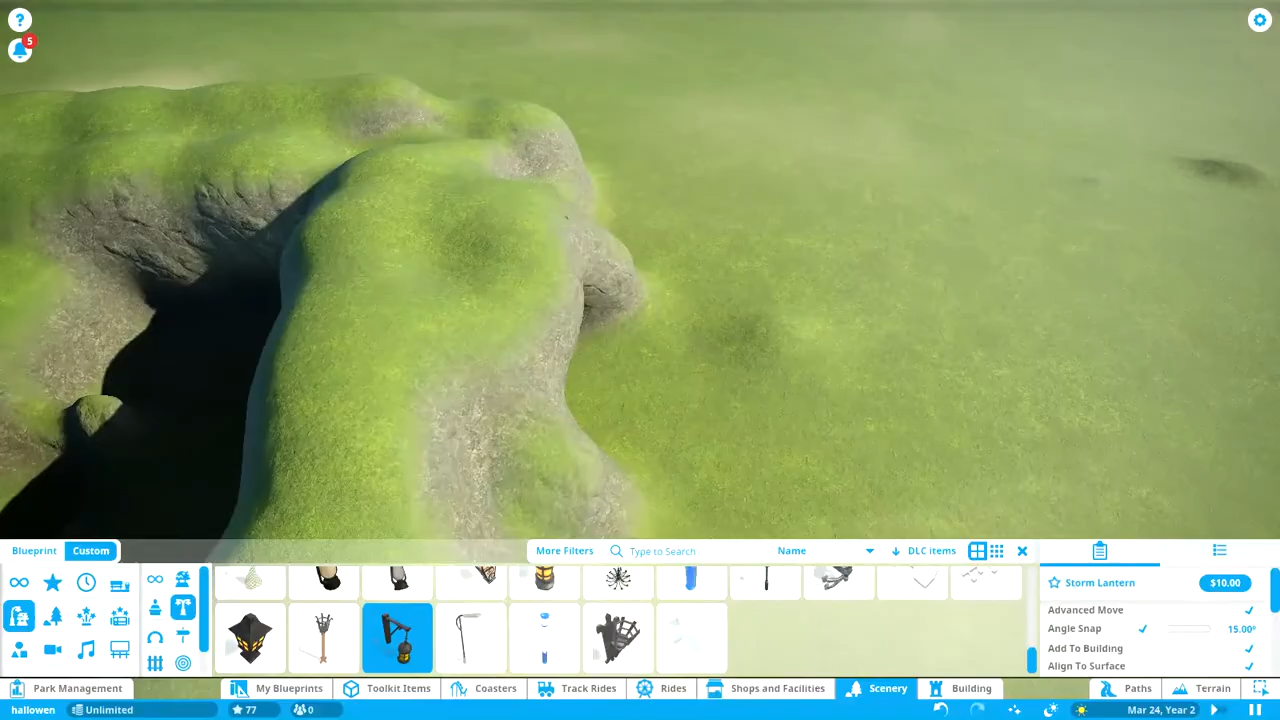 ?
5
Blueprint Custom More Filters Type to Search Name DLC items
Storm Lantern $10.00
Advanced Move
Angle Snap 15.00°
Add To Building
Align To Surface
Park Management My Blueprints Toolkit Items Coasters Track Rides Rides Shops and Facilities Scenery Building Paths Terrain
hallowen Unlimited 77 0 Mar 24, Year 2